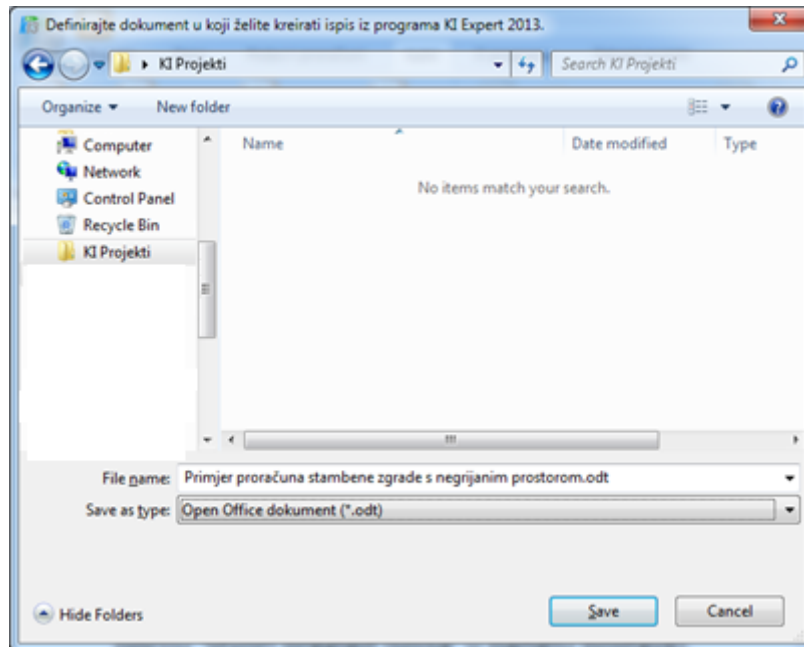 Definirajte dokument u koji želite kreirati ispis iz programa KI Expert 2013.
KI Projekti
Search KI Projekti
Organize
New folder
Name
Date modified
Type
Computer
Network
Control Panel
Recycle Bin
KI Projekti
No items match your search.
File name: Primjer proračuna stambene zgrade s negrijanim prostorom.odt
Save as type: Open Office dokument (*.odt)
Hide Folders
Save
Cancel